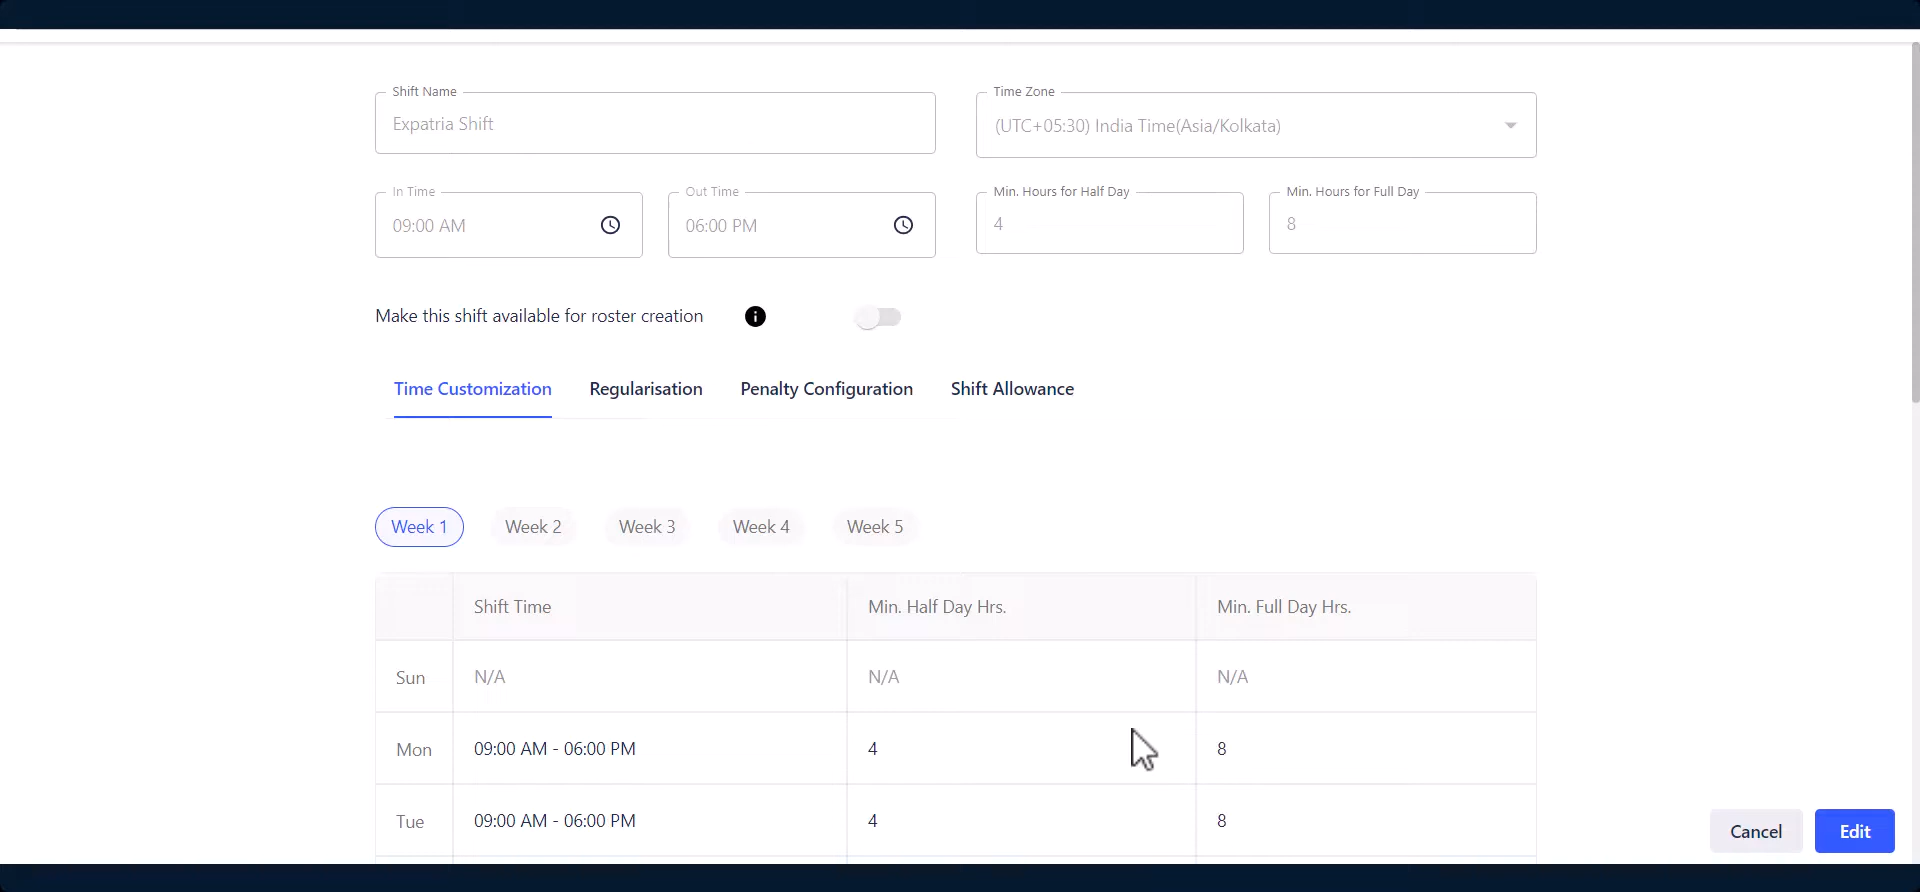 Shift Name
Expatria Shift
Time Zone
(UTC+05:30) India Time(Asia/Kolkata)
In Time
09:00 AM
Out Time
06:00 PM
Min. Hours for Half Day
4
Min. Hours for Full Day
8
Make this shift available for roster creation
Time Customization Regularisation Penalty Configuration Shift Allowance
Week 1 Week 2 Week 3 Week 4 Week 5
Shift Time Min. Half Day Hrs. Min. Full Day Hrs.
Sun N/A N/A N/A
Mon 09:00 AM - 06:00 PM 4 8
Tue 09:00 AM - 06:00 PM 4 8
Cancel Edit